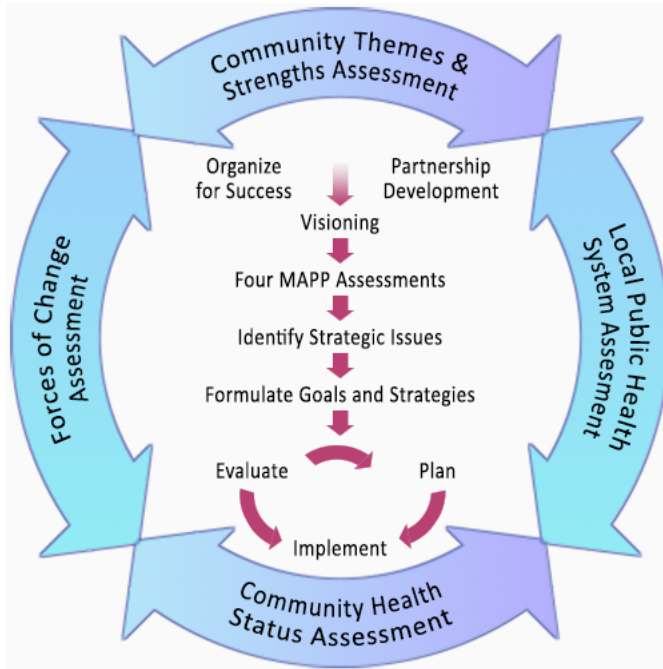 Community Themes &
Strengths Assessment
Organize
for Success
Partnership
Development
Visioning
Four MAPP Assessments
Identify Strategic Issues
Formulate Goals and Strategies
Evaluate
Plan
Implement
Forces of Change
Assessment
Local Public Health
System Assessment
Community Health
Status Assessment